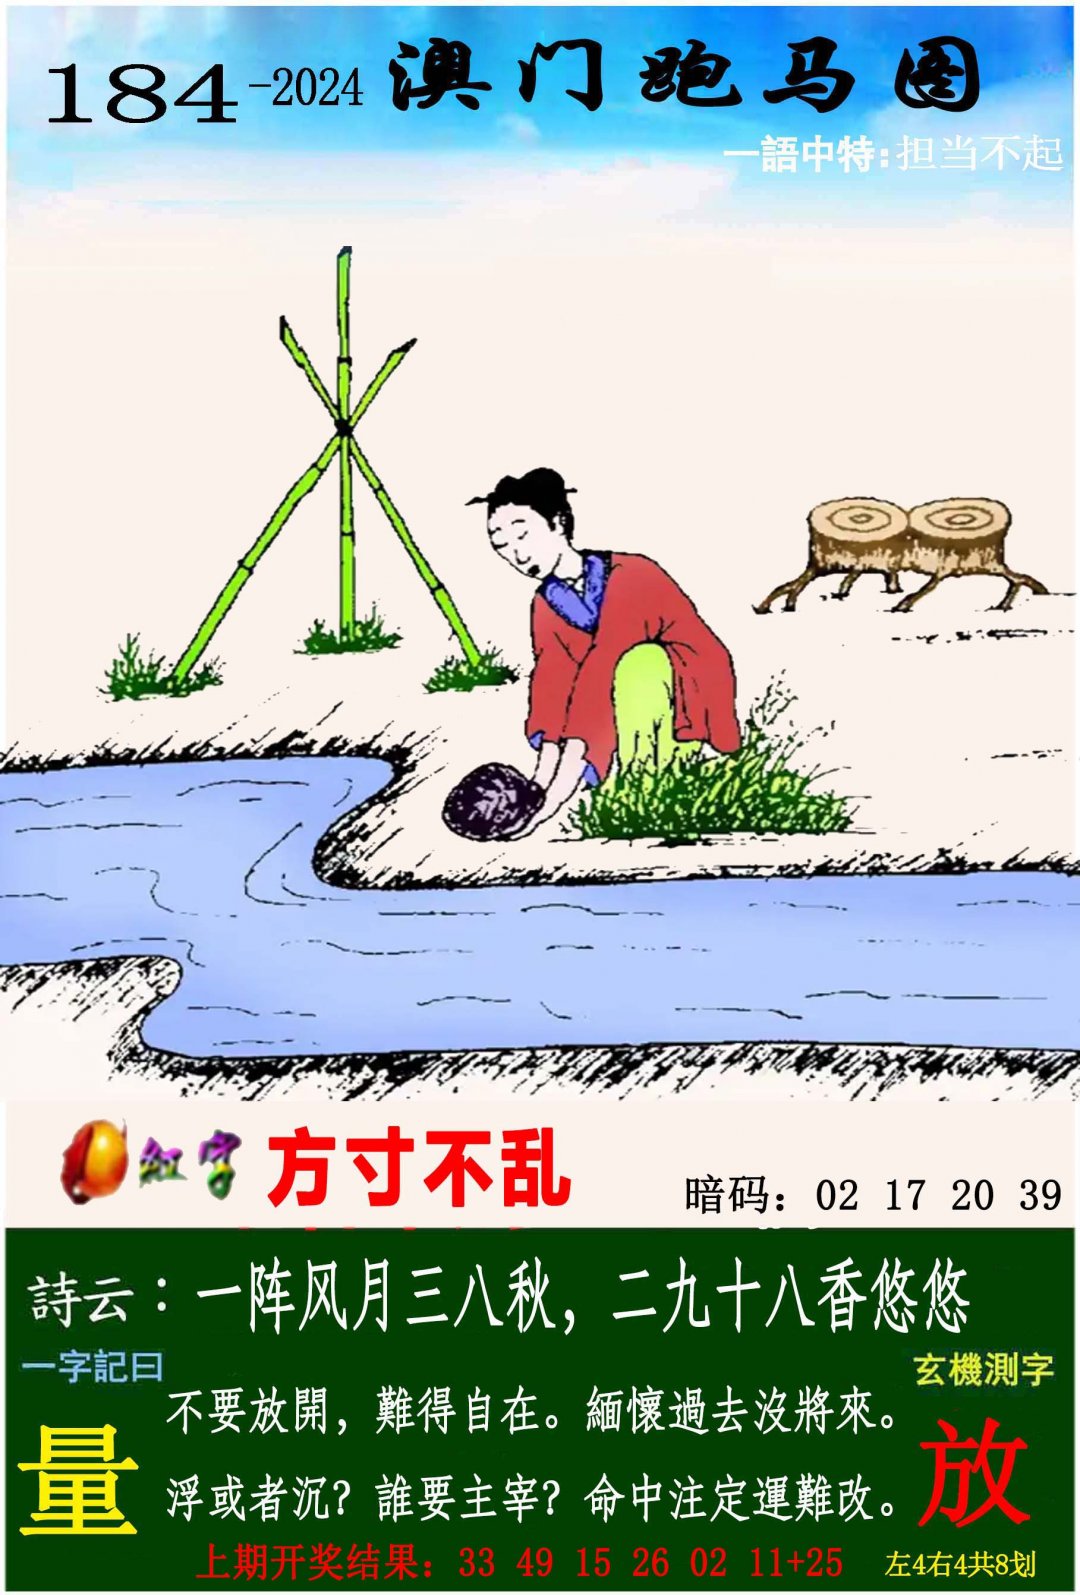 184-2024 澳门跑马图
一語中特:担当不起
红字 方寸不乱
暗码：02 17 20 39
詩云：一阵风月三八秋，二九十八香悠悠
一字記曰
量
不要放開，難得自在。緬懷過去沒將來。
浮或者沉？誰要主宰？命中注定運難改。
玄機測字
放
上期开奖结果：33 49 15 26 02 11+25
左4右4共8划